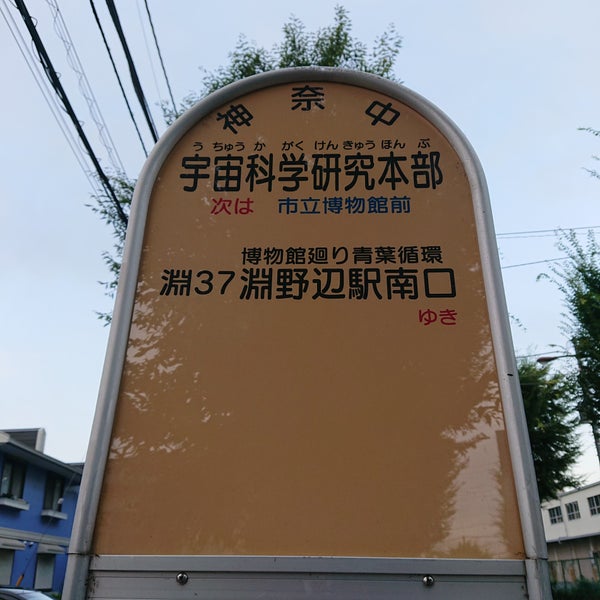 神奈中
うちゅうかがくけんきゅうほんぶ
宇宙科学研究本部
次は 市立博物館前
博物館廻り青葉循環
淵37淵野辺駅南口
ゆき